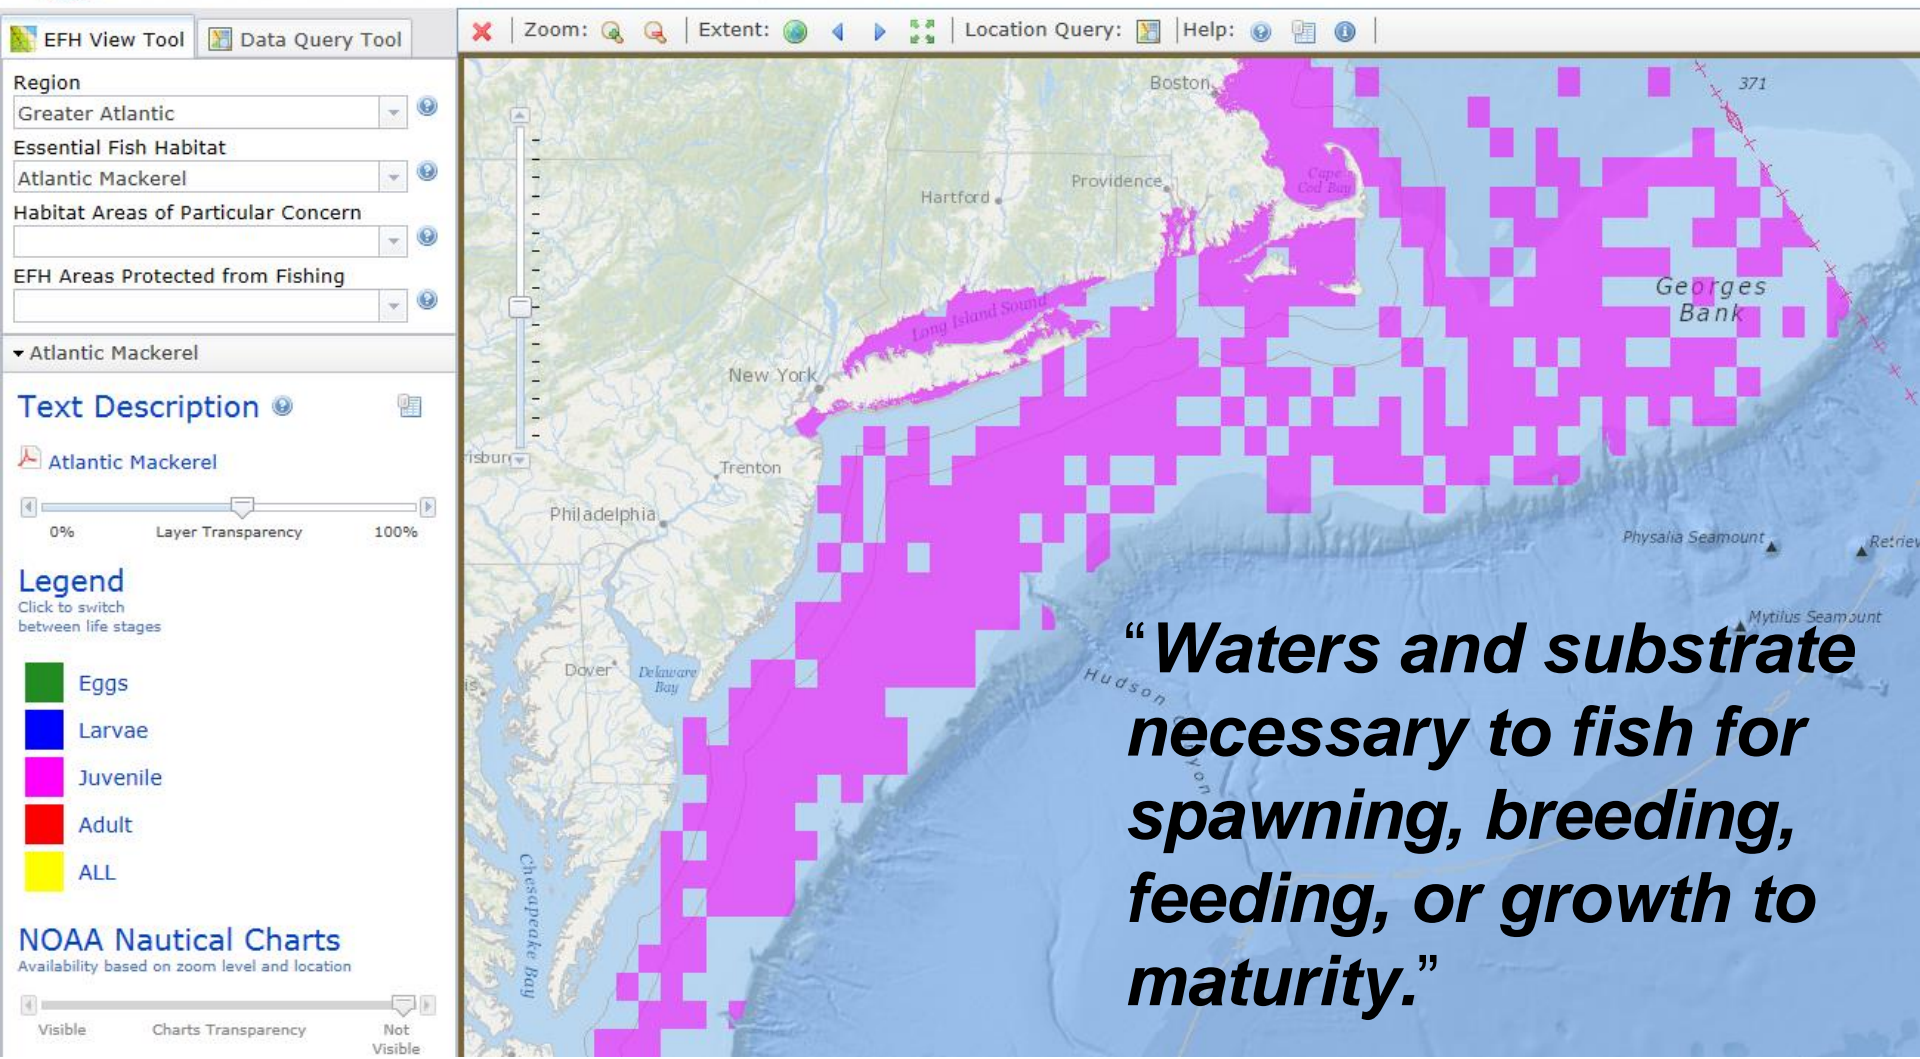 EFH View Tool
Data Query Tool
Zoom:
Extent:
Location Query:
Help:
Region
Greater Atlantic
Essential Fish Habitat
Atlantic Mackerel
Habitat Areas of Particular Concern
EFH Areas Protected from Fishing
Atlantic Mackerel
Text Description
Atlantic Mackerel
0%
Layer Transparency
100%
Legend
Click to switch
between life stages
Eggs
Larvae
Juvenile
Adult
ALL
NOAA Nautical Charts
Availability based on zoom level and location
Visible
Charts Transparency
Not
Visible
Boston
371
Providence
Cape
Cod Bay
Hartford
Georges
Bank
Long Island Sound
New York
Trenton
Philadelphia
Physalia Seamount
Mytilus Seamount
Dover
Delaware
Bay
Hudson Canyon
Chesapeake Bay
“Waters and substrate
necessary to fish for
spawning, breeding,
feeding, or growth to
maturity.”